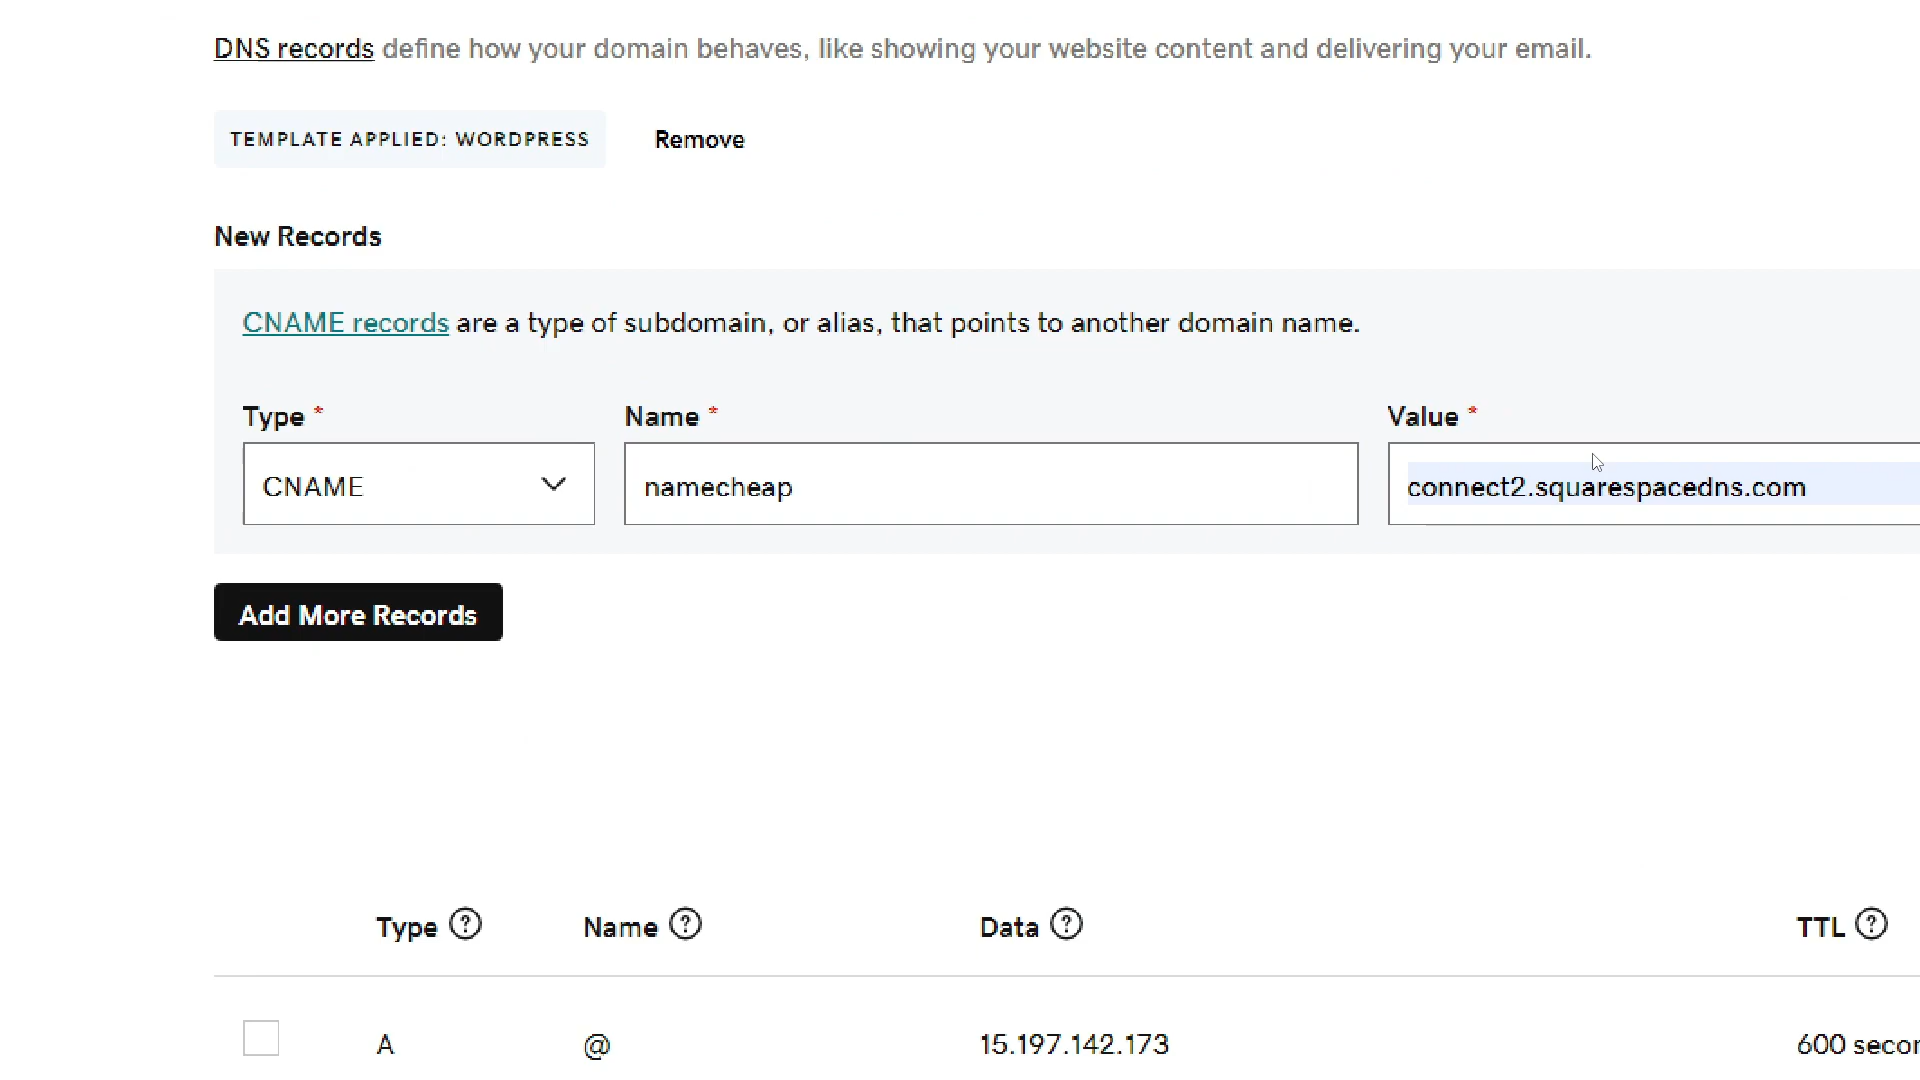 DNS records define how your domain behaves, like showing your website content and delivering your email.
TEMPLATE APPLIED: WORDPRESS Remove
New Records
CNAME records are a type of subdomain, or alias, that points to another domain name.
Type * Name * Value *
CNAME namecheap connect2.squarespacedns.com
Add More Records
Type ? Name ? Data ? TTL ?
A @ 15.197.142.173 600